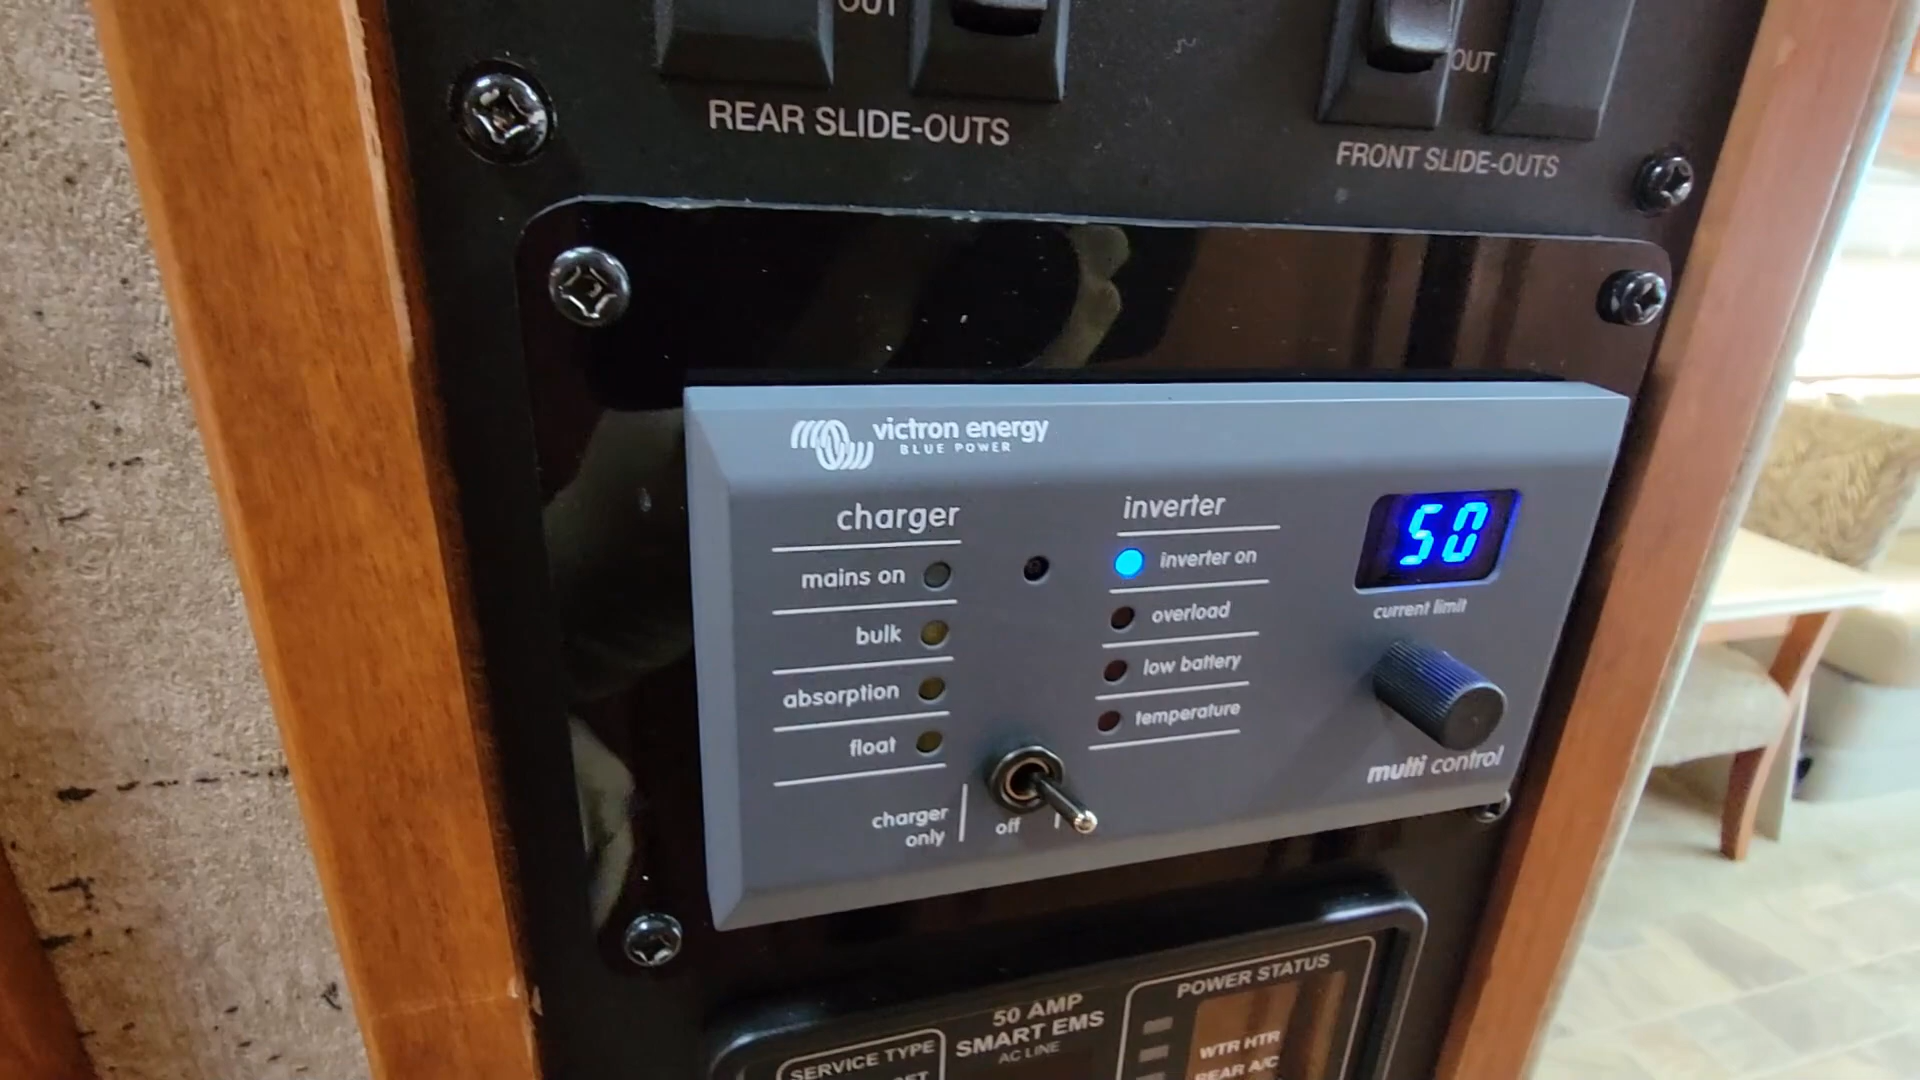 OUT
OUT
REAR SLIDE-OUTS
FRONT SLIDE-OUTS
victron energy
BLUE POWER
charger
mains on
bulk
absorption
float
charger
only
off
inverter
inverter on
overload
low battery
temperature
50
current limit
multi control
50 AMP
SMART EMS
AC LINE
SERVICE TYPE
POWER STATUS
WTR HTR
REAR A/C